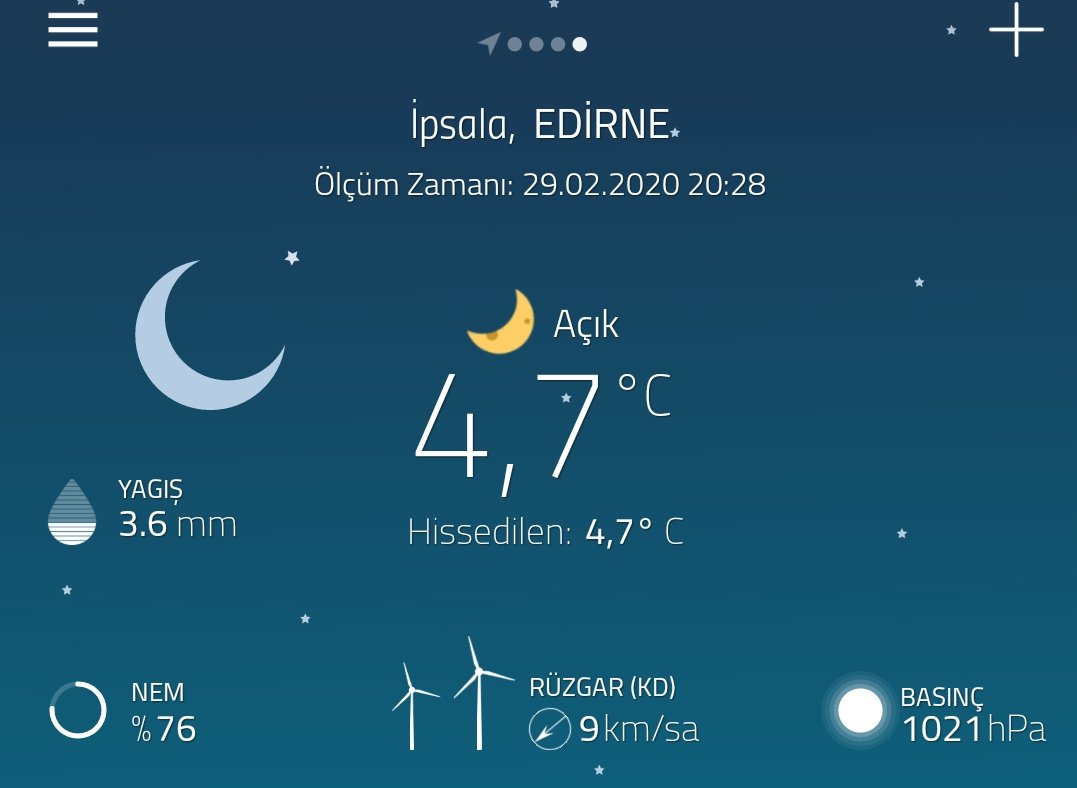 İpsala, EDİRNE
Ölçüm Zamanı: 29.02.2020 20:28
Açık
4,7 °C
Hissedilen: 4,7° C
YAGIŞ
3.6 mm
NEM
%76
RÜZGAR (KD)
9km/sa
BASINÇ
1021hPa